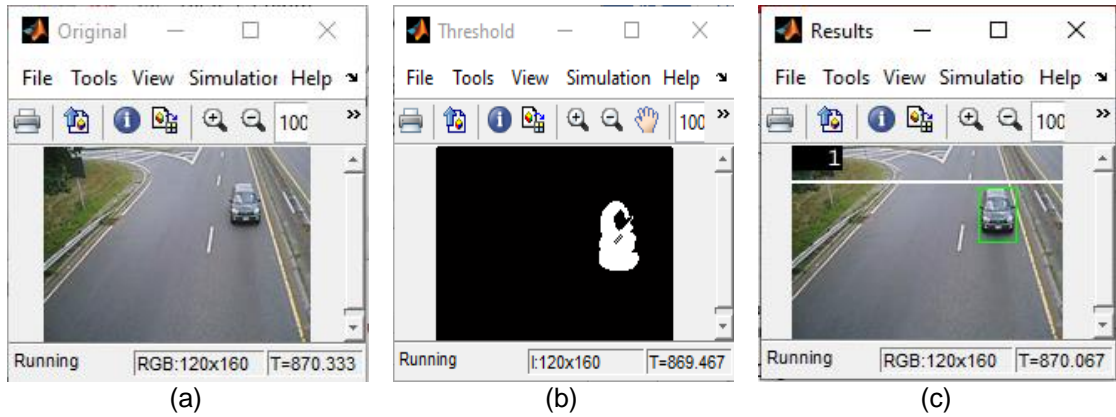 Original
File Tools View Simulation Help
100
Running RGB:120x160 T=870.333
(a)
Threshold
File Tools View Simulation Help
100
Running I:120x160 T=869.467
(b)
Results
File Tools View Simulatio Help
100
1
Running RGB:120x160 T=870.067
(c)